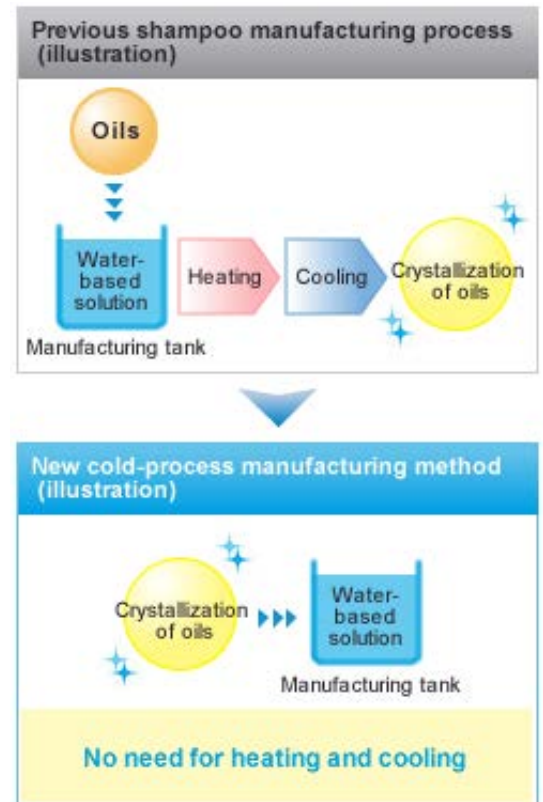 Previous shampoo manufacturing process
(illustration)
Oils
Water-
based
solution
Manufacturing tank
Heating
Cooling
Crystallization
of oils
New cold-process manufacturing method
(illustration)
Crystallization
of oils
Water-
based
solution
Manufacturing tank
No need for heating and cooling